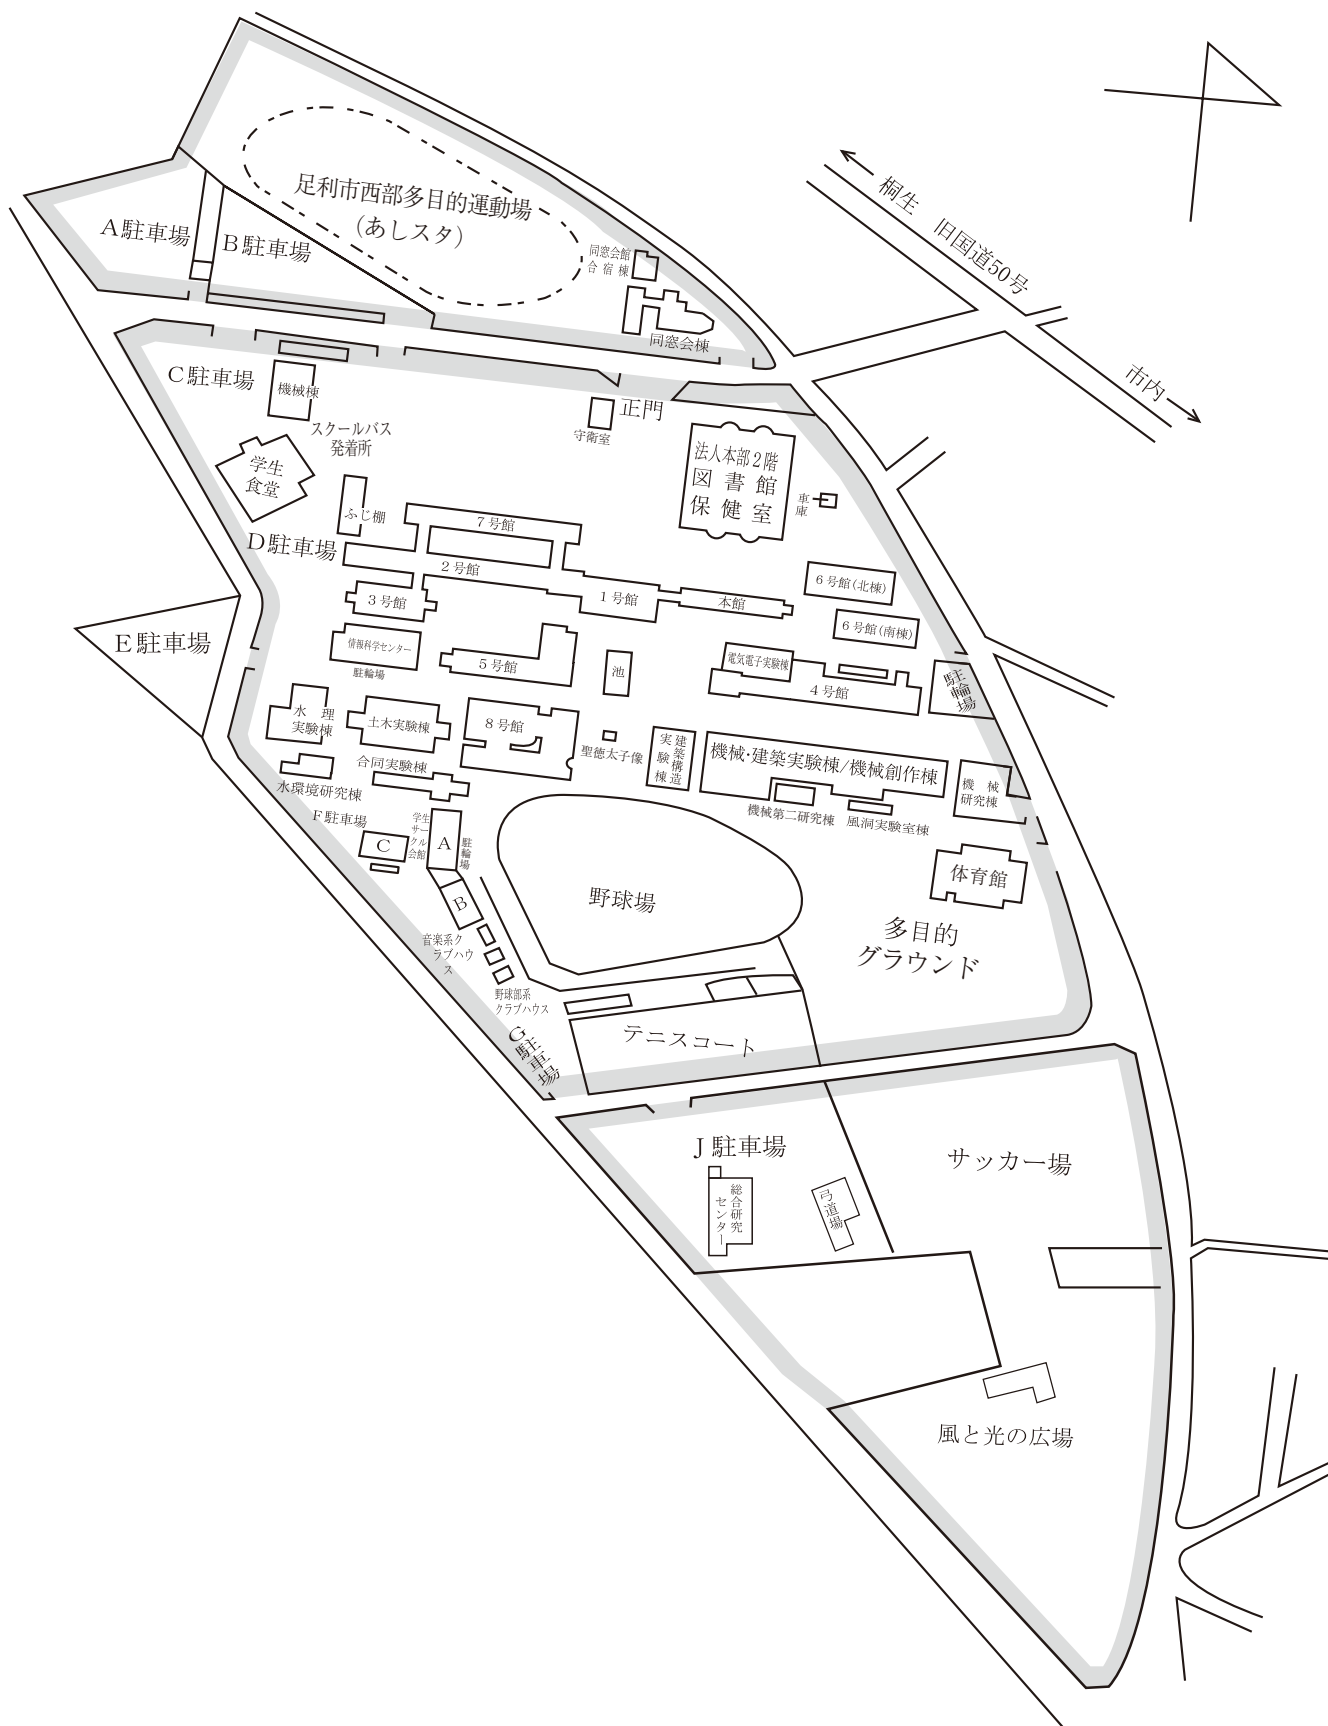 足利市西部多目的運動場
(あしスタ)
A駐車場
B駐車場
同窓会館
合宿棟
同窓会棟
桐生 旧国道50号
市内
C駐車場
機械棟
スクールバス
発着所
守衛室
正門
法人本部2階
図書館
保健室
車庫
学生
食堂
ふじ棚
D駐車場
7号館
2号館
3号館
1号館
本館
6号館(北棟)
6号館(南棟)
E駐車場
情報科学センター
駐輪場
5号館
池
電気電子実験棟
4号館
駐輪場
水理
実験棟
土木実験棟
8号館
聖徳太子像
建築構造
実験棟
機械・建築実験棟/機械創作棟
機械
研究棟
合同実験棟
水環境研究棟
機械第二研究棟
風洞実験室棟
F駐車場
C
学生
サー
クル
会館
A
駐輪場
B
体育館
野球場
多目的
グラウンド
音楽系ク
ラブハウ
ス
野球部系
クラブハウス
G駐車場
テニスコート
J駐車場
総合研究
センター
弓道場
サッカー場
風と光の広場